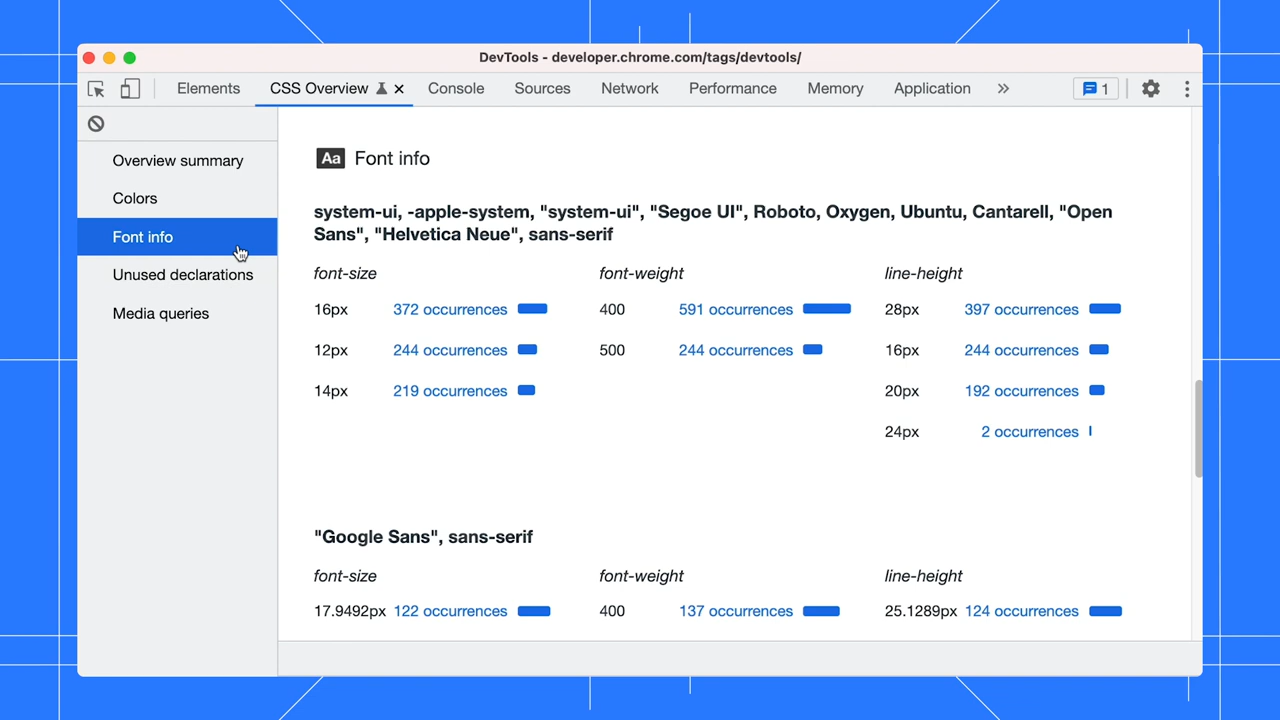 DevTools - developer.chrome.com/tags/devtools/
Elements CSS Overview Console Sources Network Performance Memory Application 1
Overview summary
Colors
Font info
Unused declarations
Media queries
Aa Font info
system-ui, -apple-system, "system-ui", "Segoe UI", Roboto, Oxygen, Ubuntu, Cantarell, "Open
Sans", "Helvetica Neue", sans-serif
font-size font-weight line-height
16px 372 occurrences 400 591 occurrences 28px 397 occurrences
12px 244 occurrences 500 244 occurrences 16px 244 occurrences
14px 219 occurrences 20px 192 occurrences
24px 2 occurrences
"Google Sans", sans-serif
font-size font-weight line-height
17.9492px 122 occurrences 400 137 occurrences 25.1289px 124 occurrences